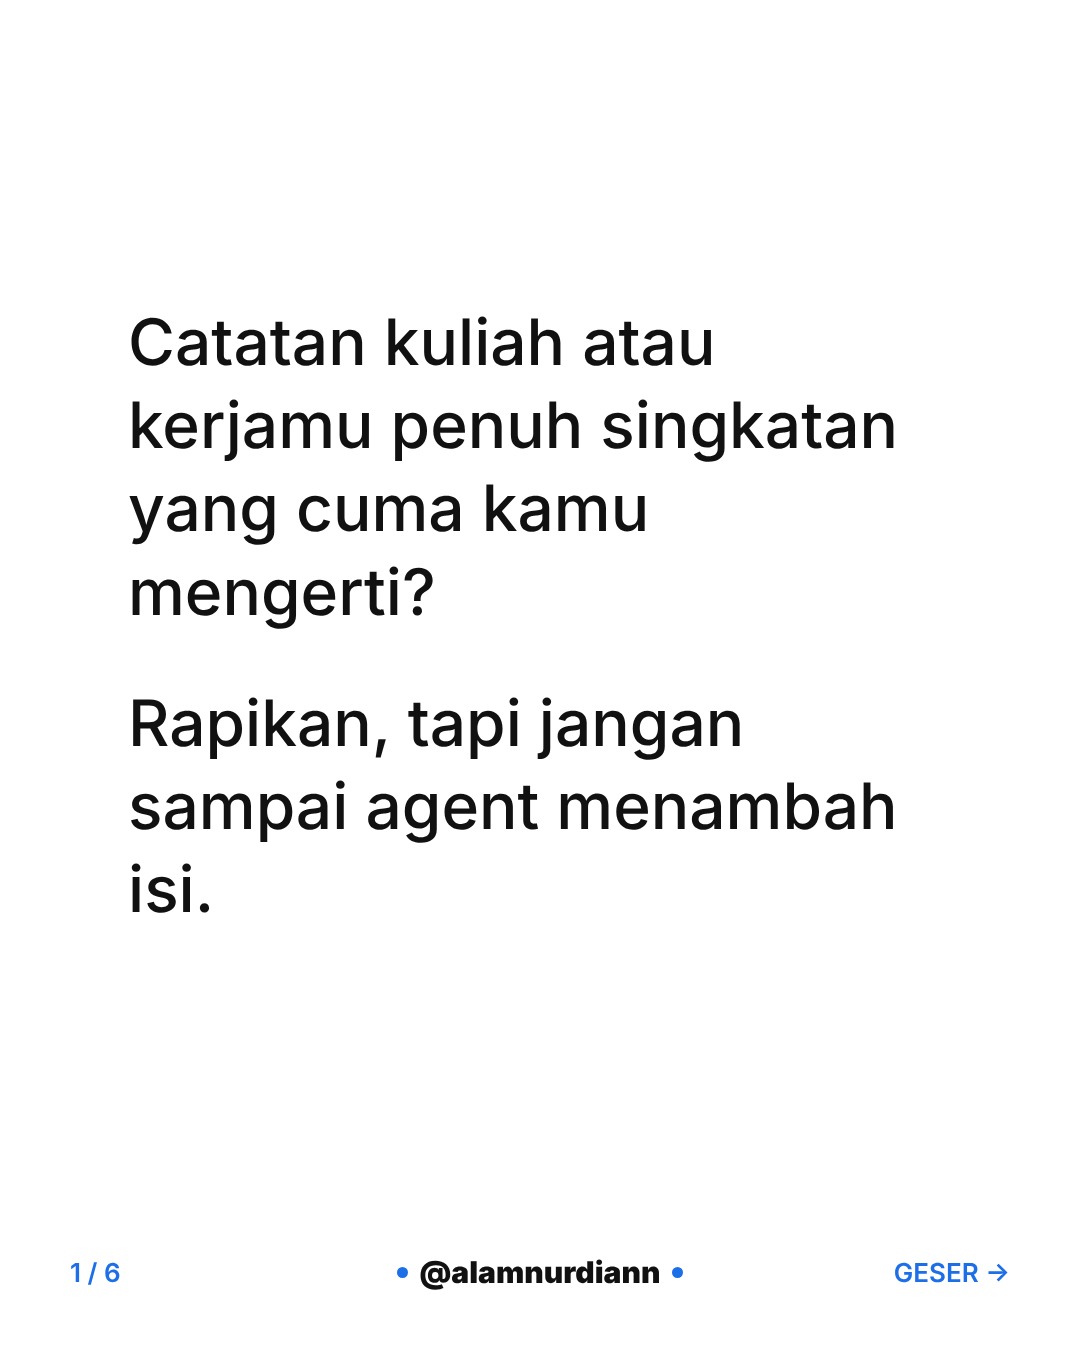 Catatan kuliah atau
kerjamu penuh singkatan
yang cuma kamu
mengerti?
Rapikan, tapi jangan
sampai agent menambah
isi.
1 / 6
• @alamnurdiann •
GESER →